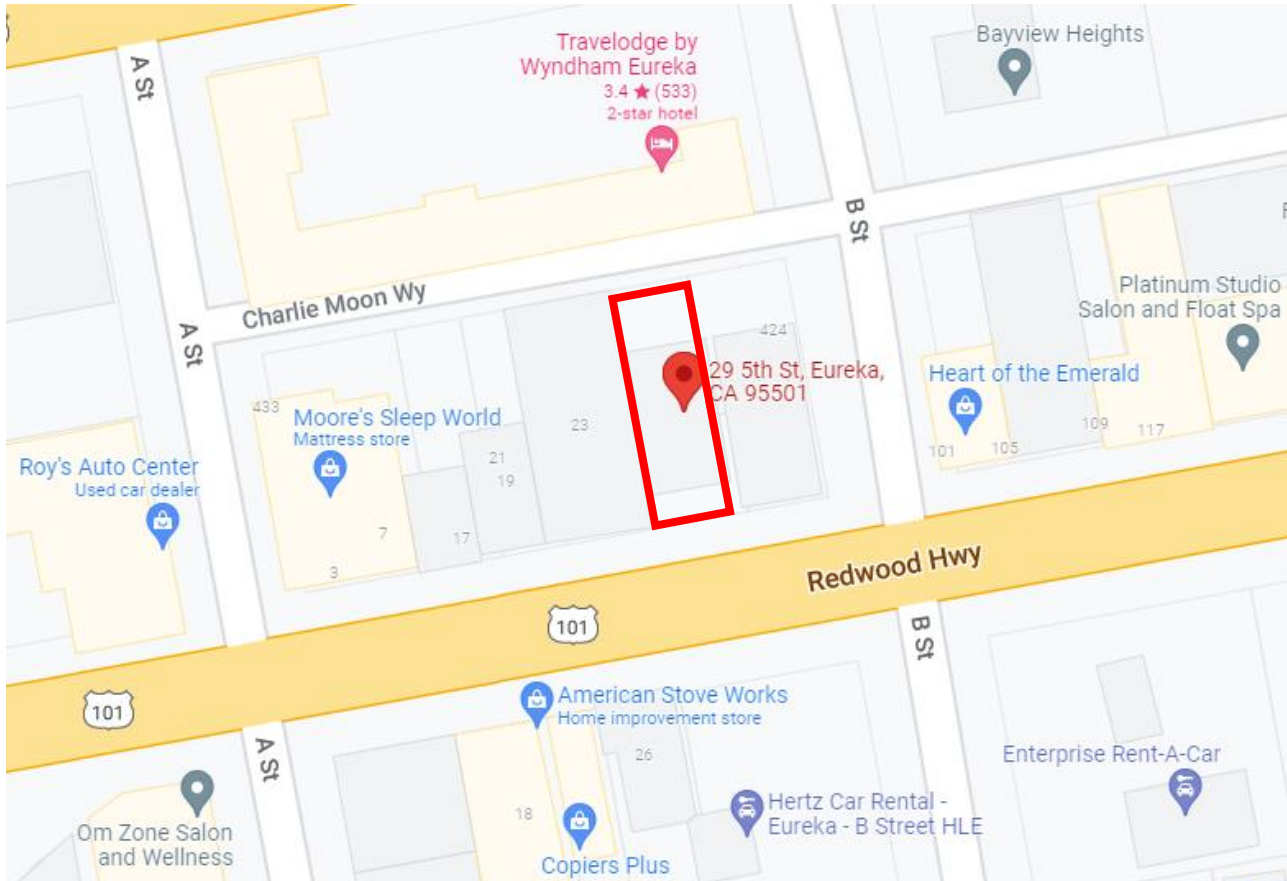 A St
Travelodge by
Wyndham Eureka
3.4 ★ (533)
2-star hotel
Bayview Heights
B St
Charlie Moon Wy
A St
Platinum Studio
Salon and Float Spa
424
29 5th St, Eureka,
CA 95501
Heart of the Emerald
433
Moore's Sleep World
Mattress store
23
109
117
101
105
Roy's Auto Center
Used car dealer
21
19
7
17
3
Redwood Hwy
101
B St
101
American Stove Works
Home improvement store
A St
26
Enterprise Rent-A-Car
18
Hertz Car Rental -
Eureka - B Street HLE
Om Zone Salon
and Wellness
Copiers Plus